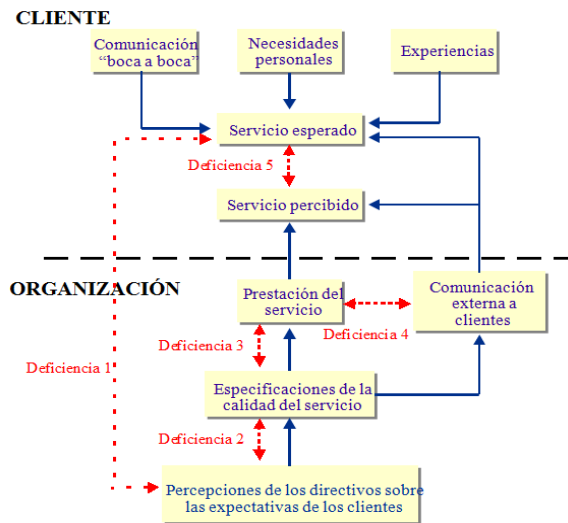 CLIENTE
Comunicación
“boca a boca”
Necesidades
personales
Experiencias
Servicio esperado
Deficiencia 5
Servicio percibido
ORGANIZACIÓN
Prestación del
servicio
Comunicación
externa a
clientes
Deficiencia 4
Deficiencia 3
Deficiencia 1
Especificaciones de la
calidad del servicio
Deficiencia 2
Percepciones de los directivos sobre
las expectativas de los clientes